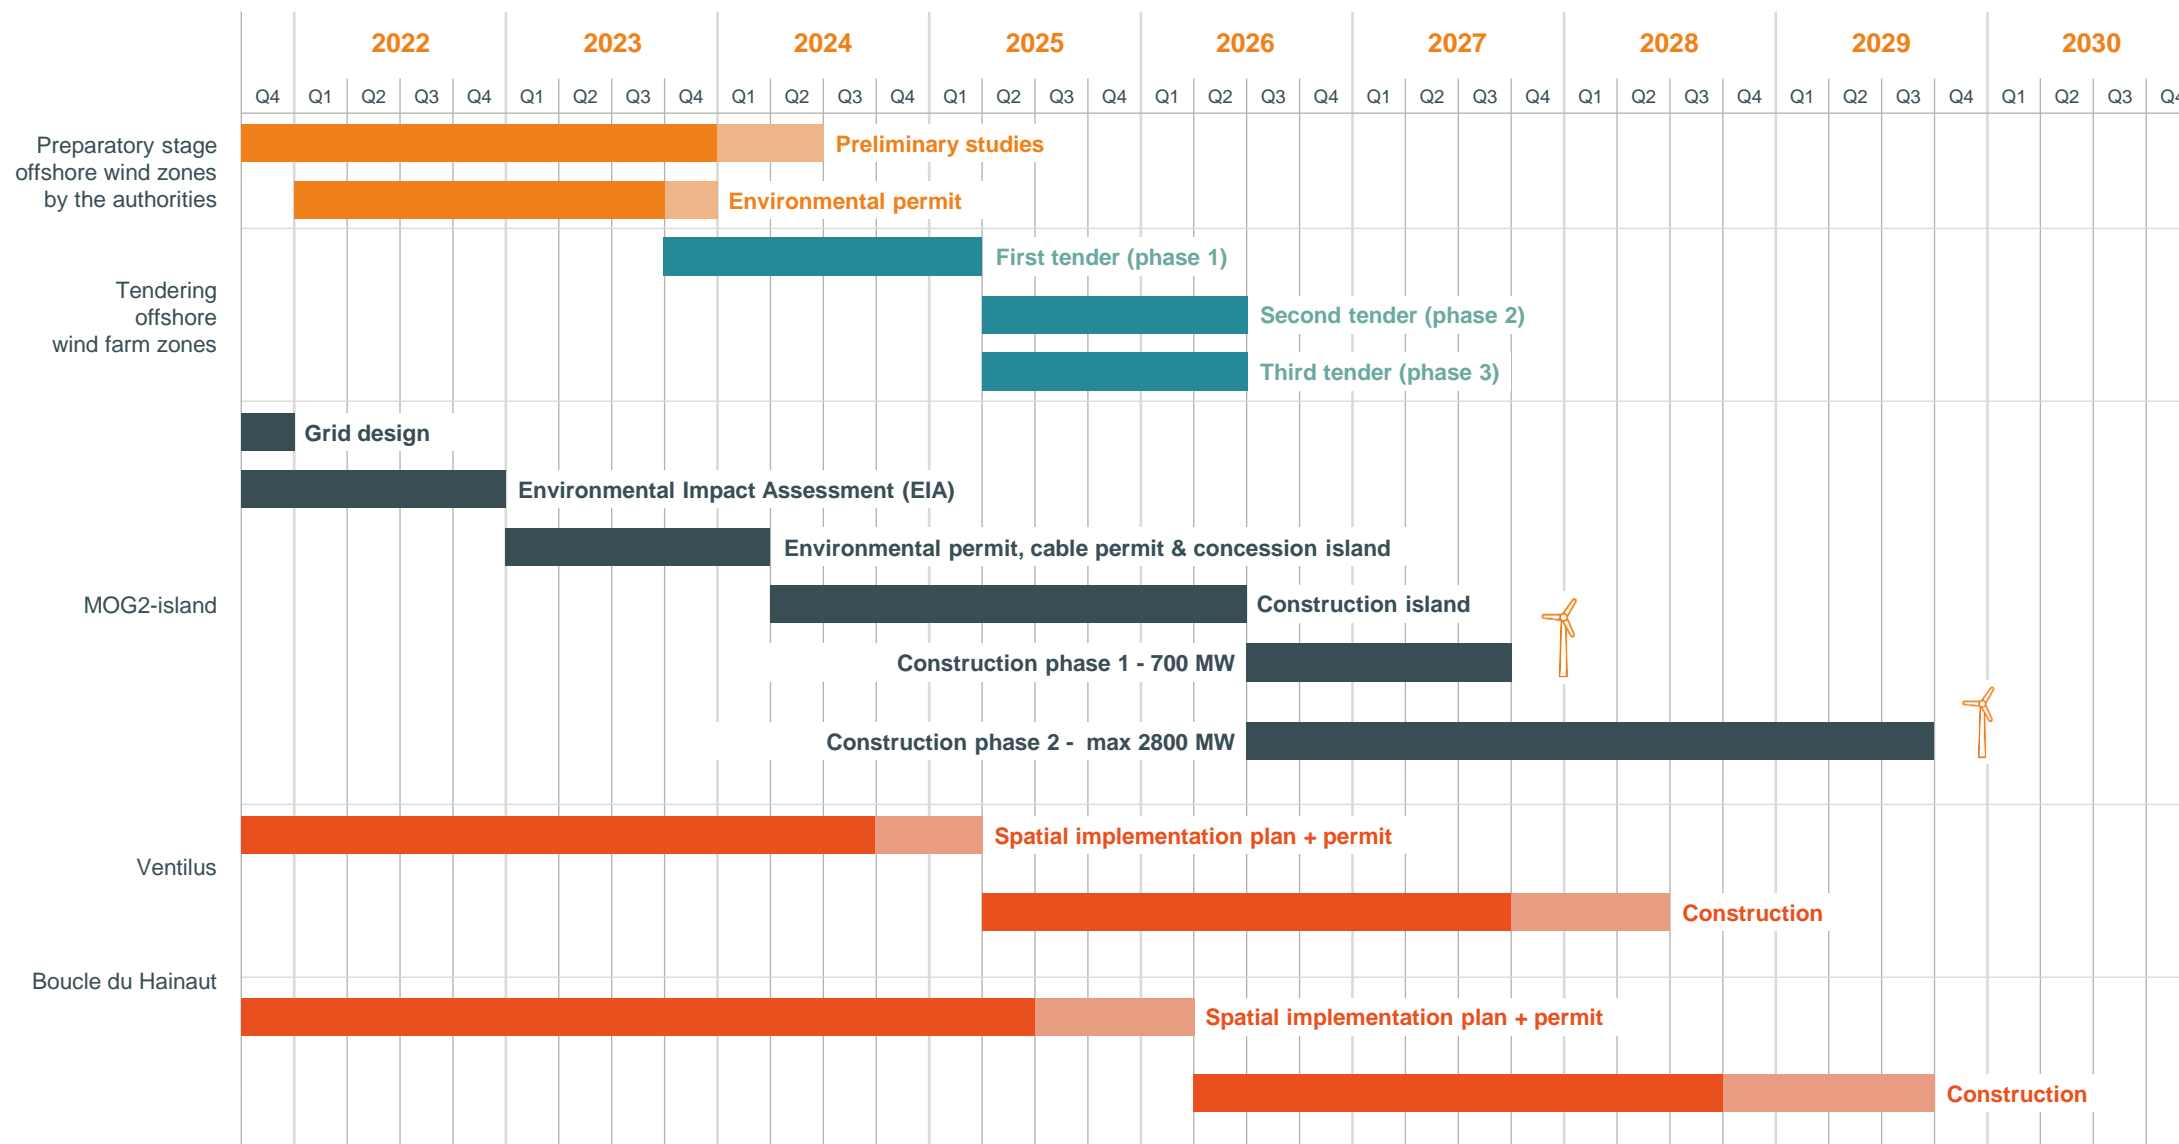 2022 2023 2024 2025 2026 2027 2028 2029 2030
Q4 Q1 Q2 Q3 Q4 Q1 Q2 Q3 Q4 Q1 Q2 Q3 Q4 Q1 Q2 Q3 Q4 Q1 Q2 Q3 Q4 Q1 Q2 Q3 Q4 Q1 Q2 Q3 Q4 Q1 Q2 Q3 Q4 Q1 Q2 Q3 Q4
Preparatory stage
offshore wind zones
by the authorities
Preliminary studies
Environmental permit
Tendering
offshore
wind farm zones
First tender (phase 1)
Second tender (phase 2)
Third tender (phase 3)
MOG2-island
Grid design
Environmental Impact Assessment (EIA)
Environmental permit, cable permit & concession island
Construction island
Construction phase 1 - 700 MW
Construction phase 2 - max 2800 MW
Ventilus
Spatial implementation plan + permit
Construction
Boucle du Hainaut
Spatial implementation plan + permit
Construction